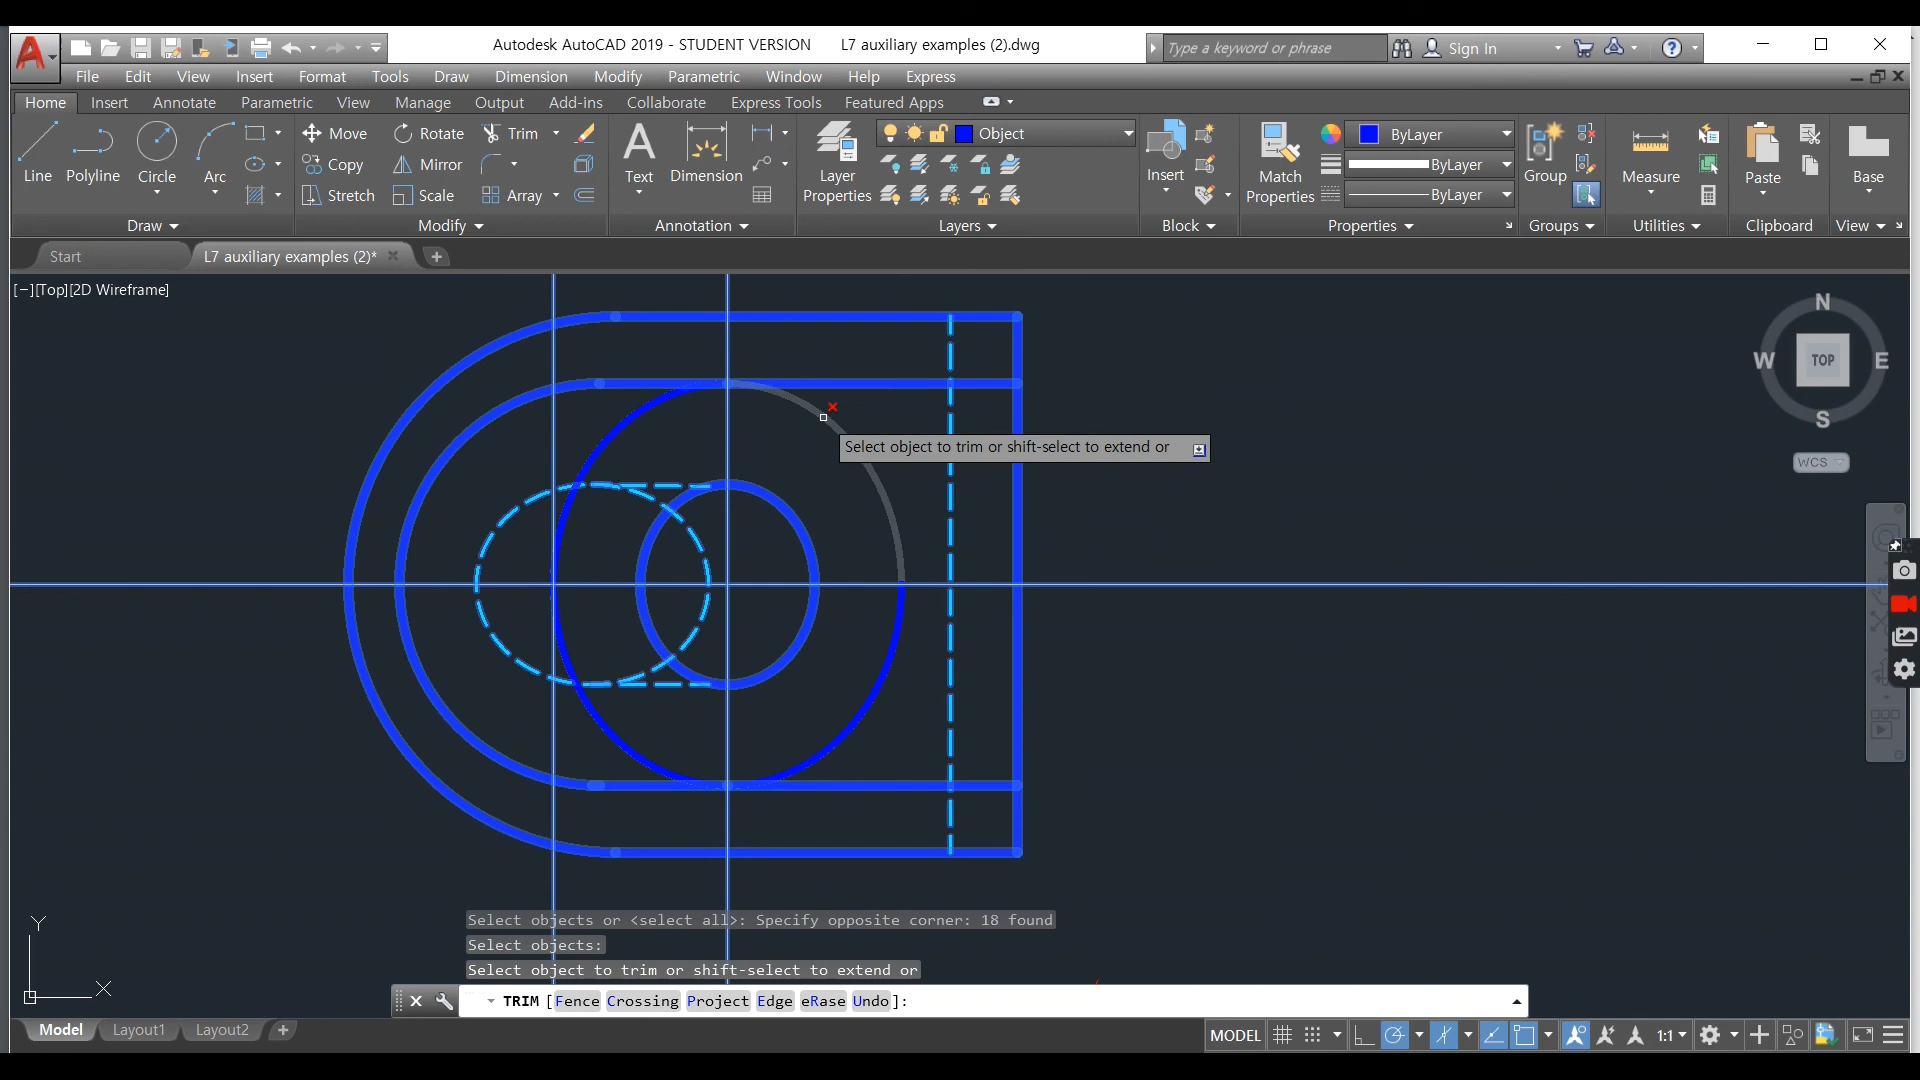 Autodesk AutoCAD 2019 - STUDENT VERSION L7 auxiliary examples (2).dwg
Type a keyword or phrase
Sign In
File Edit View Insert Format Tools Draw Dimension Modify Parametric Window Help Express
Home Insert Annotate Parametric View Manage Output Add-ins Collaborate Express Tools Featured Apps
Line Polyline Circle Arc
Move Rotate Trim
Copy Mirror
Stretch Scale Array
Text Dimension
Layer Properties
Object
Insert
Match Properties
ByLayer
ByLayer
ByLayer
Group
Measure
Paste
Base
Draw Modify Annotation Layers Block Properties Groups Utilities Clipboard View
Start L7 auxiliary examples (2)*
[−][Top][2D Wireframe]
N
W TOP E
S
WCS
Select object to trim or shift-select to extend or
Select objects or <select all>: Specify opposite corner: 18 found
Select objects:
Select object to trim or shift-select to extend or
TRIM [Fence Crossing Project Edge eRase Undo]:
Y
X
Model Layout1 Layout2
MODEL 1:1